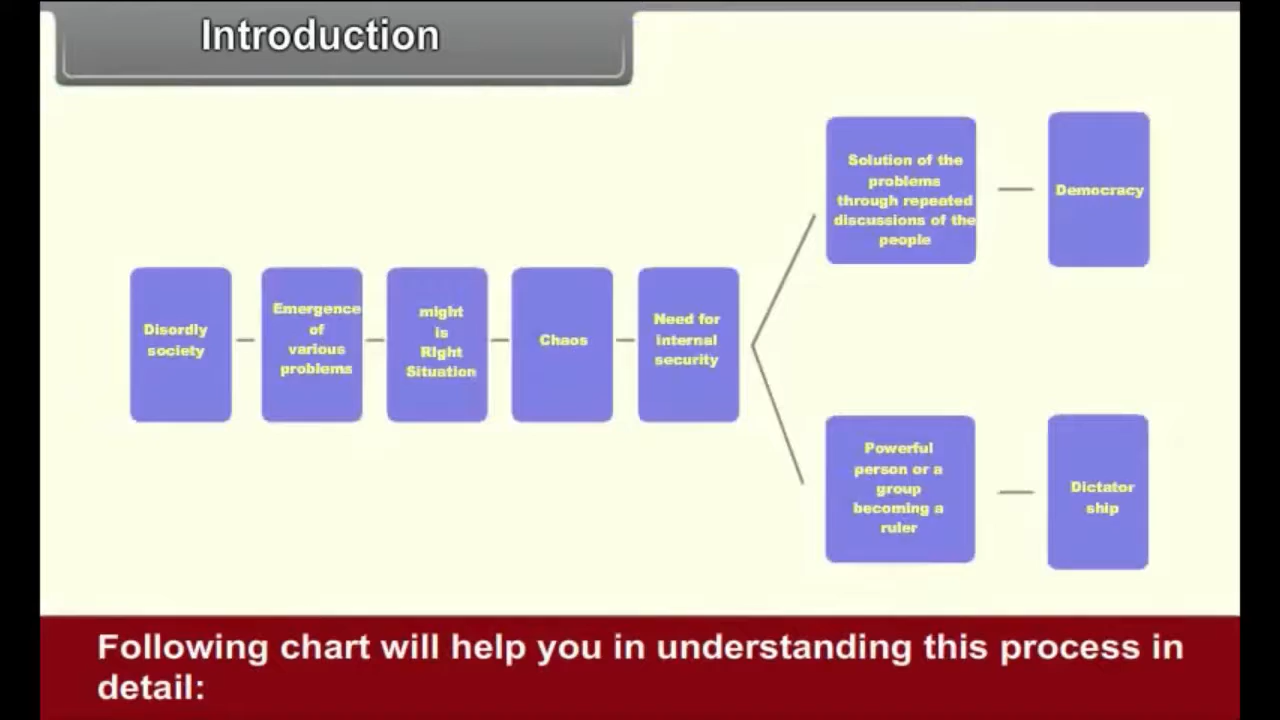 Introduction
Solution of the
problems
through repeated
discussions of the
people
Democracy
Disordly
society
Emergence
of
various
problems
might
is
Right
Situation
Chaos
Need for
internal
security
Powerful
person or a
group
becoming a
ruler
Dictator
ship
Following chart will help you in understanding this process in
detail: